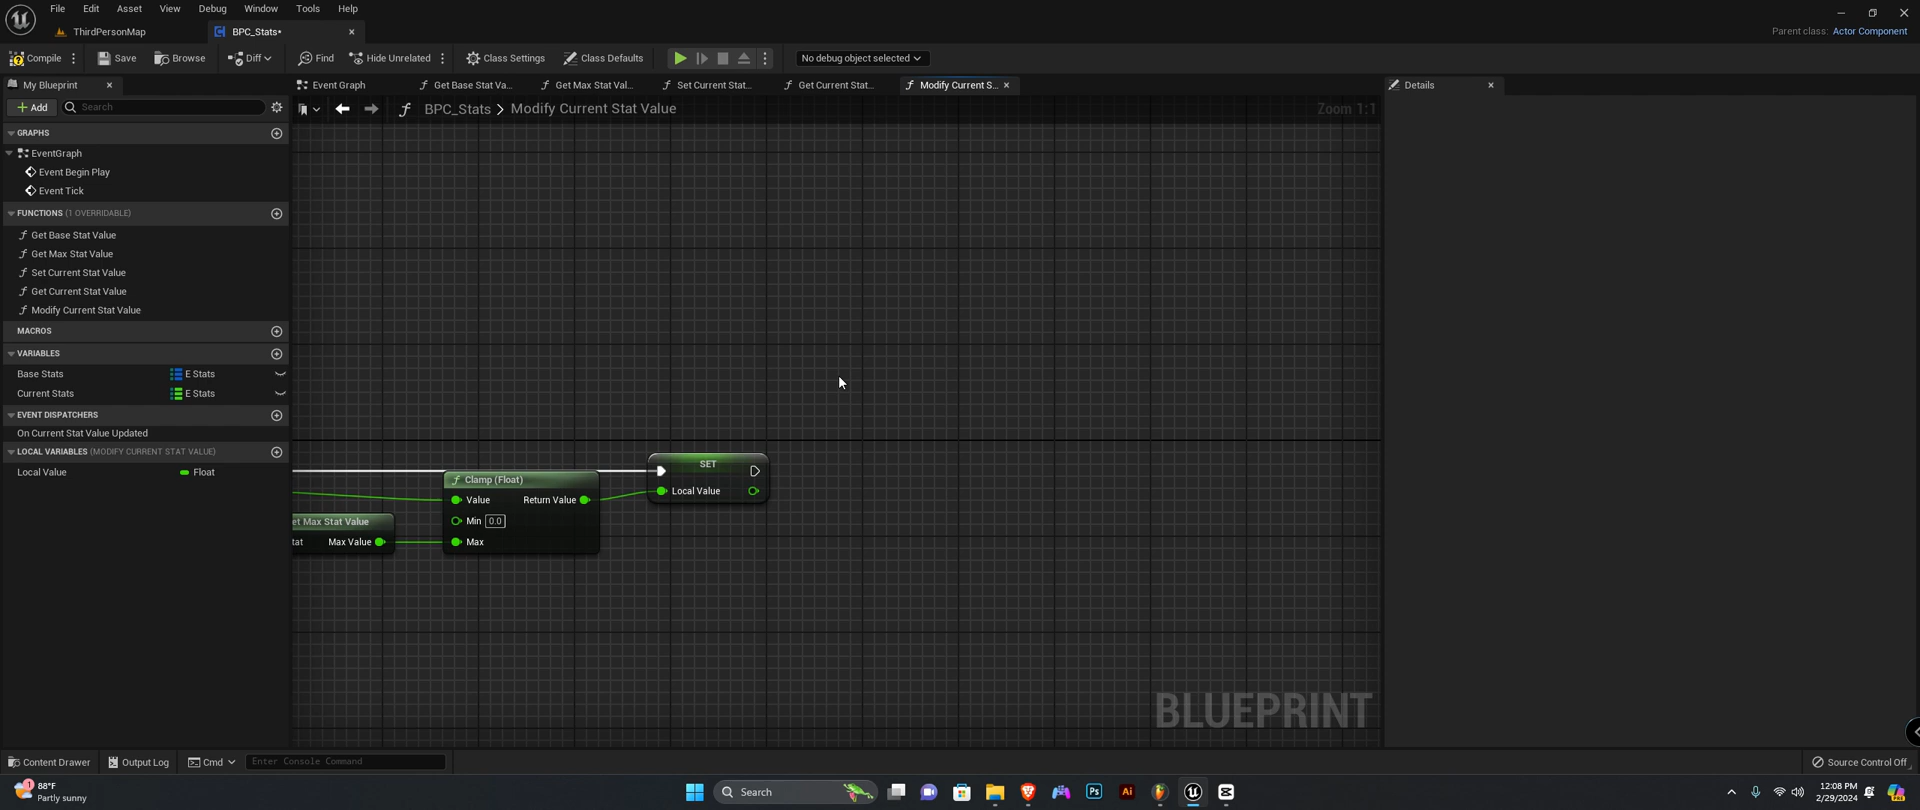 File Edit Asset View Debug Window Tools Help
ThirdPersonMap BPC_Stats*
Parent class: Actor Component
Compile Save Browse Diff Find Hide Unrelated Class Settings Class Defaults No debug object selected
My Blueprint Event Graph Get Base Stat Va... Get Max Stat Val... Set Current Stat... Get Current Stat... Modify Current S... Details
Add Search
BPC_Stats > Modify Current Stat Value
Zoom 1:1
GRAPHS
EventGraph
Event Begin Play
Event Tick
FUNCTIONS (1 OVERRIDABLE)
Get Base Stat Value
Get Max Stat Value
Set Current Stat Value
Get Current Stat Value
Modify Current Stat Value
MACROS
VARIABLES
Base Stats E Stats
Current Stats E Stats
EVENT DISPATCHERS
On Current Stat Value Updated
LOCAL VARIABLES (MODIFY CURRENT STAT VALUE)
Local Value Float
SET
Local Value
Clamp (Float)
Value Return Value
Min 0.0
Max
et Max Stat Value
tat Max Value
BLUEPRINT
Content Drawer Output Log Cmd Enter Console Command Source Control Off
1
88°F
Partly sunny
Search
Ps
Ai
12:08 PM
2/29/2024
PRE